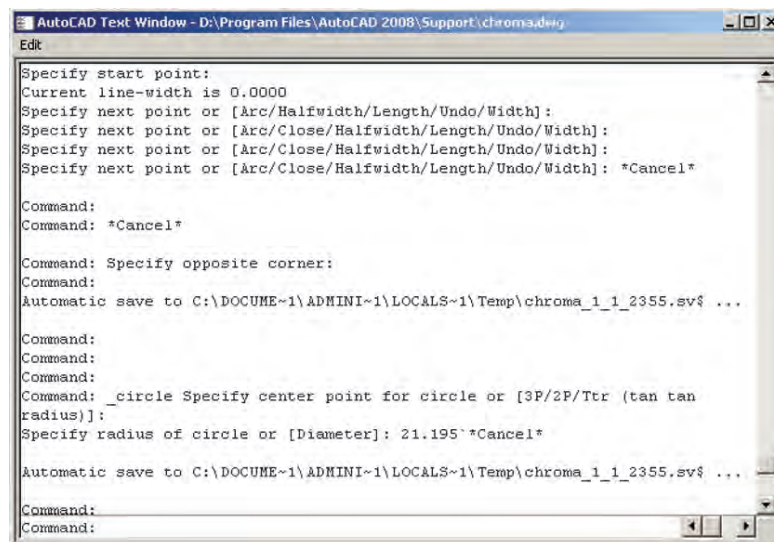 AutoCAD Text Window - D:\Program Files\AutoCAD 2008\Support\chroma.dwg
Edit
Specify start point:
Current line-width is 0.0000
Specify next point or [Arc/Halfwidth/Length/Undo/Width]:
Specify next point or [Arc/Close/Halfwidth/Length/Undo/Width]:
Specify next point or [Arc/Close/Halfwidth/Length/Undo/Width]:
Specify next point or [Arc/Close/Halfwidth/Length/Undo/Width]: *Cancel*
Command:
Command: *Cancel*
Command: Specify opposite corner:
Command:
Automatic save to C:\DOCUME~1\ADMINI~1\LOCALS~1\Temp\chroma_1_1_2355.sv$ ...
Command:
Command:
Command:
Command: _circle Specify center point for circle or [3P/2P/Ttr (tan tan
radius)]:
Specify radius of circle or [Diameter]: 21.195`*Cancel*
Automatic save to C:\DOCUME~1\ADMINI~1\LOCALS~1\Temp\chroma_1_1_2355.sv$ ...
Command:
Command: